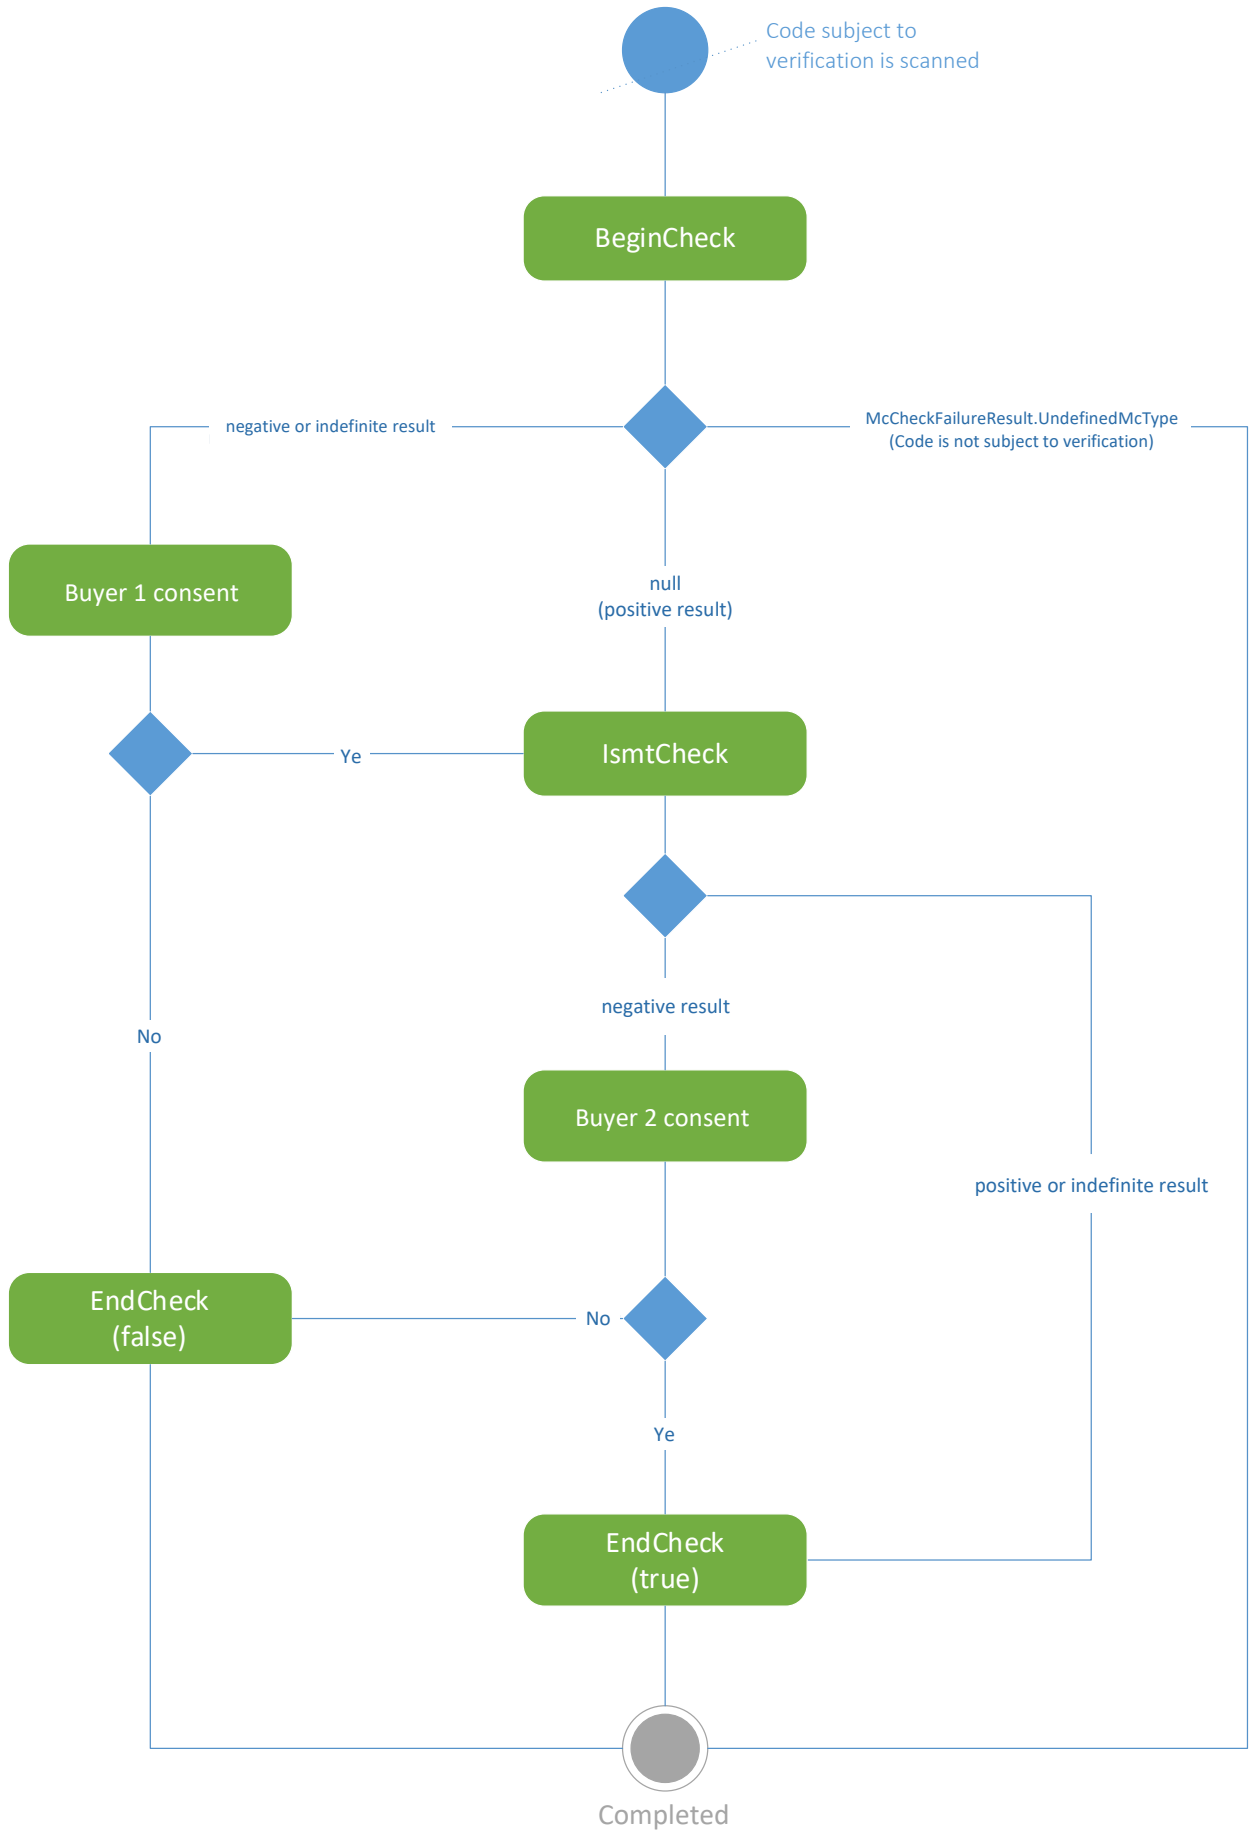 Code subject to
verification is scanned
BeginCheck
negative or indefinite result
McCheckFailureResult.UndefinedMcType
(Code is not subject to verification)
Buyer 1 consent
null
(positive result)
Ye
IsmtCheck
negative result
No
Buyer 2 consent
positive or indefinite result
EndCheck
(false)
No
Ye
EndCheck
(true)
Completed